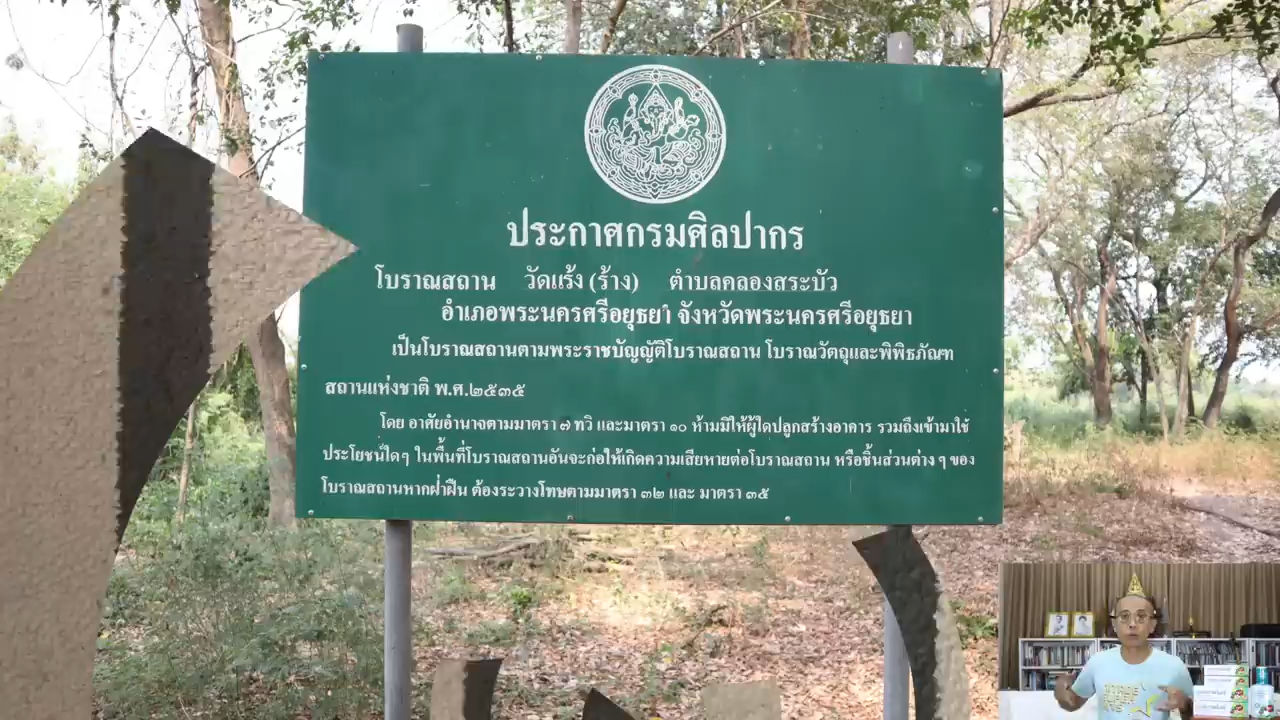 ประกาศกรมศิลปากร
โบราณสถาน วัดแร้ง (ร้าง) ตำบลคลองสระบัว
อำเภอพระนครศรีอยุธยา จังหวัดพระนครศรีอยุธยา
เป็นโบราณสถานตามพระราชบัญญัติโบราณสถาน โบราณวัตถุและพิพิธภัณฑ
สถานแห่งชาติ พ.ศ.๒๕๓๕
โดย อาศัยอำนาจตามมาตรา ๗ ทวิ และมาตรา ๑๐ ห้ามมิให้ผู้ใดปลูกสร้างอาคาร รวมถึงเข้ามาใช้
ประโยชน์ใดๆ ในพื้นที่โบราณสถานอันจะก่อให้เกิดความเสียหายต่อโบราณสถาน หรือชิ้นส่วนต่าง ๆ ของ
โบราณสถานหากฝ่าฝืน ต้องระวางโทษตามมาตรา ๓๒ และ มาตรา ๓๕